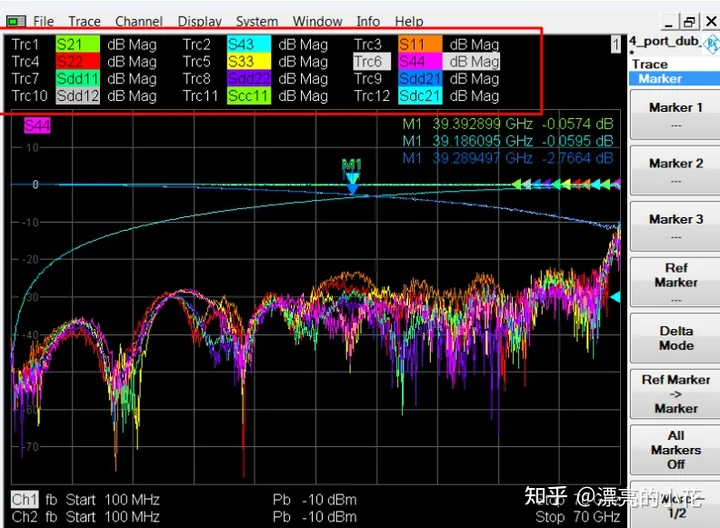 File Trace Channel Display System Window Info Help
Trc1 S21 dB Mag Trc2 S43 dB Mag Trc3 S11 dB Mag
Trc4 S22 dB Mag Trc5 S33 dB Mag Trc6 S44 dB Mag
Trc7 Sdd11 dB Mag Trc8 Sdd22 dB Mag Trc9 Sdd21 dB Mag
Trc10 Sdd12 dB Mag Trc11 Scc11 dB Mag Trc12 Sdc21 dB Mag
1
4_port_dub_
*
Trace
Marker
S44
M1 39.392899 GHz -0.0574 dB
M1 39.186095 GHz -0.0595 dB
M1 39.289497 GHz -2.7664 dB
M1
10
0
-10
-20
-30
-40
-60
-70
Marker 1
---
Marker 2
---
Marker 3
---
Ref
Marker
---
Delta
Mode
Ref Marker
->
Marker
All
Markers
Off
1/2
Ch1 fb Start 100 MHz Pb -10 dBm
Ch2 fb Start 100 MHz Pb -10 dBm Stop 70 GHz
知乎 @漂亮的小花